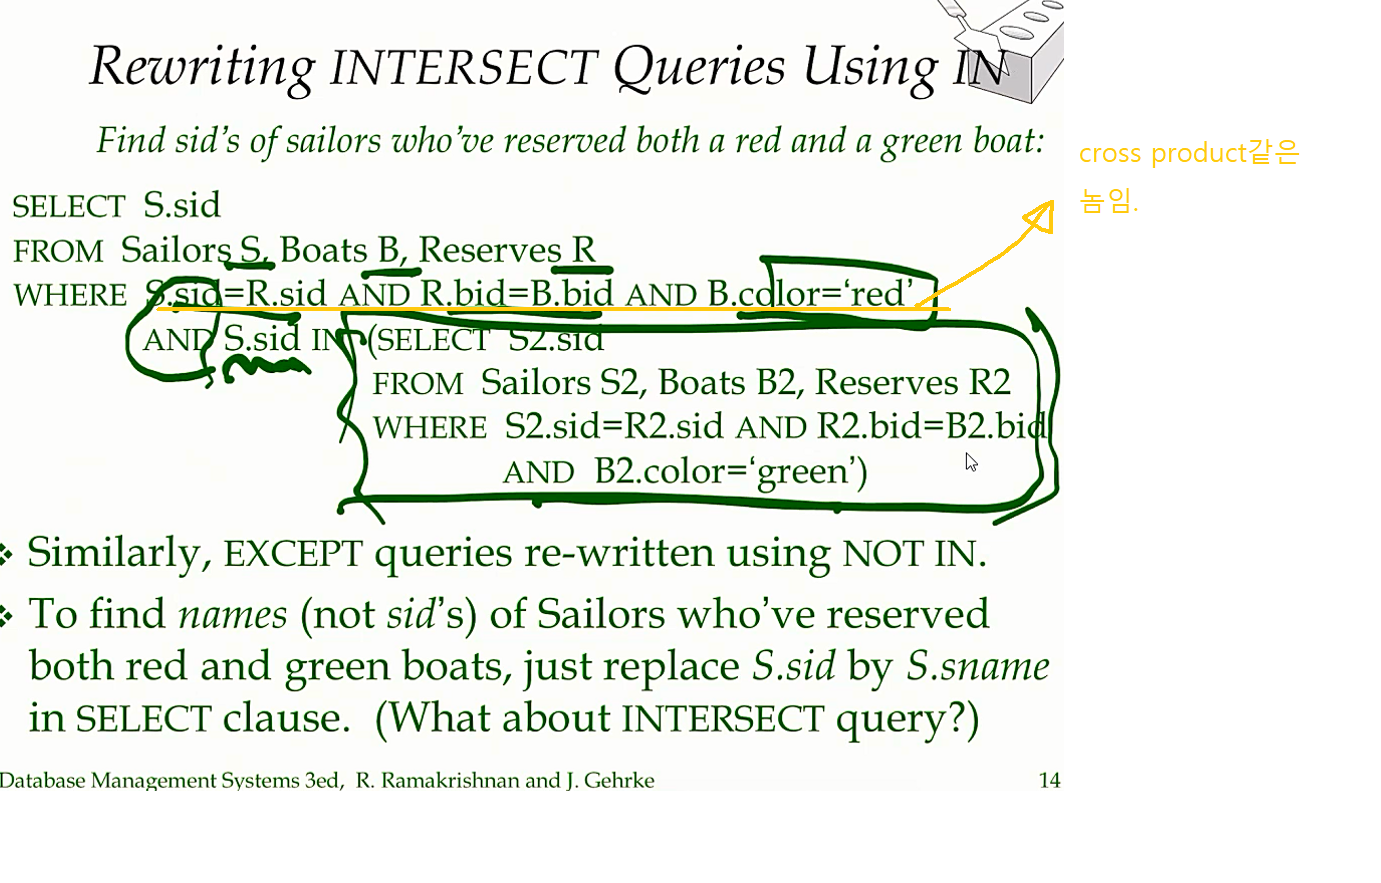 Rewriting INTERSECT Queries Using IN
Find sid's of sailors who've reserved both a red and a green boat:
cross product같은
놈임.
SELECT S.sid
FROM Sailors S, Boats B, Reserves R
WHERE S.sid=R.sid AND R.bid=B.bid AND B.color=‘red’
AND S.sid IN (SELECT S2.sid
FROM Sailors S2, Boats B2, Reserves R2
WHERE S2.sid=R2.sid AND R2.bid=B2.bid
AND B2.color=‘green’)
❖ Similarly, EXCEPT queries re-written using NOT IN.
❖ To find names (not sid’s) of Sailors who’ve reserved
both red and green boats, just replace S.sid by S.sname
in SELECT clause. (What about INTERSECT query?)
Database Management Systems 3ed, R. Ramakrishnan and J. Gehrke 14